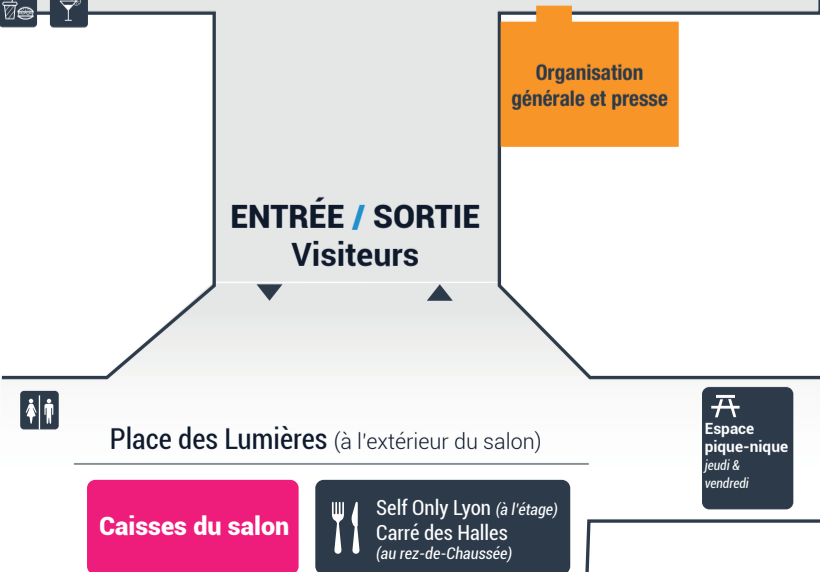 Organisation
générale et presse
ENTRÉE / SORTIE
Visiteurs
Place des Lumières (à l'extérieur du salon)
Espace
pique-nique
jeudi &
vendredi
Caisses du salon
Self Only Lyon (à l'étage)
Carré des Halles
(au rez-de-Chaussée)